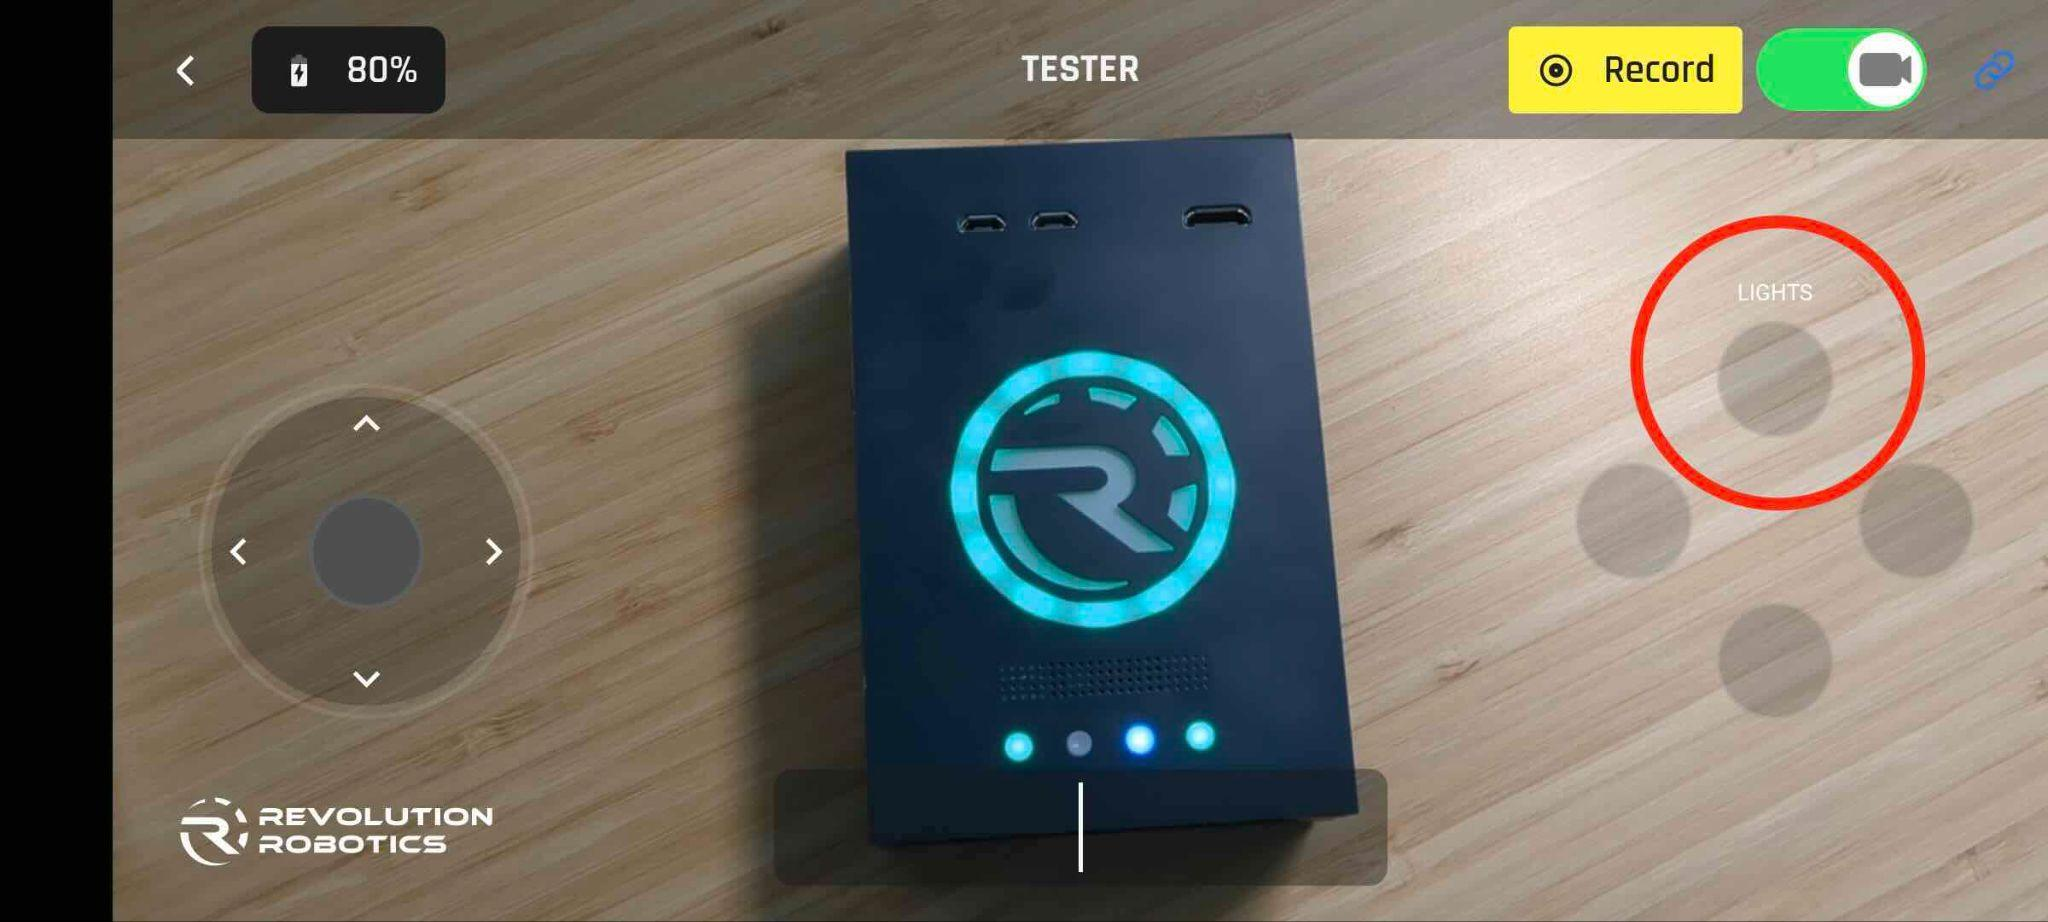 80%
TESTER
Record
LIGHTS
REVOLUTION
ROBOTICS